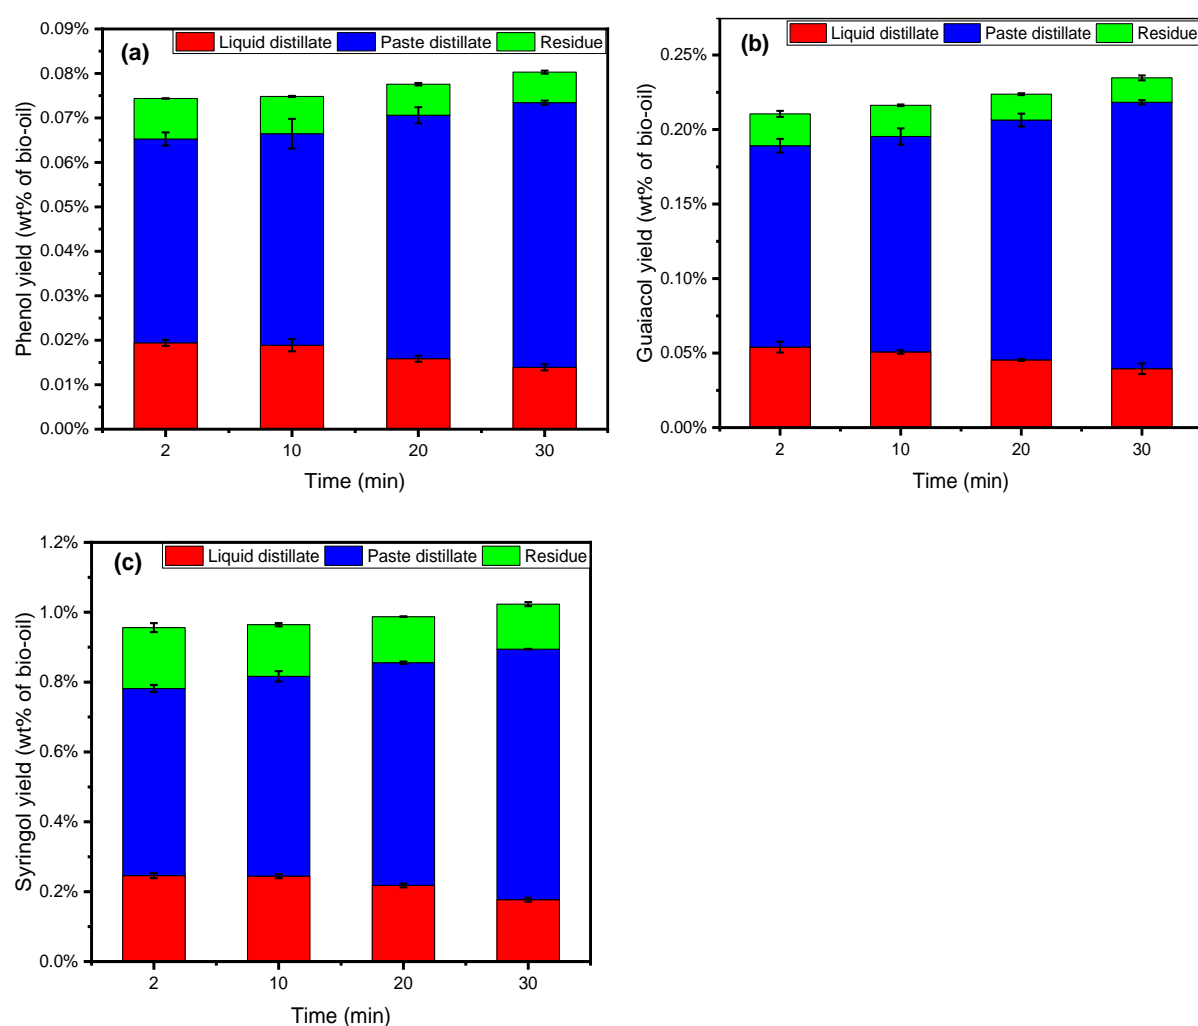 (a)
Liquid distillate Paste distillate Residue
Phenol yield (wt% of bio-oil)
0.09%
0.08%
0.07%
0.06%
0.05%
0.04%
0.03%
0.02%
0.01%
0.00%
2 10 20 30
Time (min)
(b)
Liquid distillate Paste distillate Residue
Guaiacol yield (wt% of bio-oil)
0.25%
0.20%
0.15%
0.10%
0.05%
0.00%
2 10 20 30
Time (min)
(c)
Liquid distillate Paste distillate Residue
Syringol yield (wt% of bio-oil)
1.2%
1.0%
0.8%
0.6%
0.4%
0.2%
0.0%
2 10 20 30
Time (min)